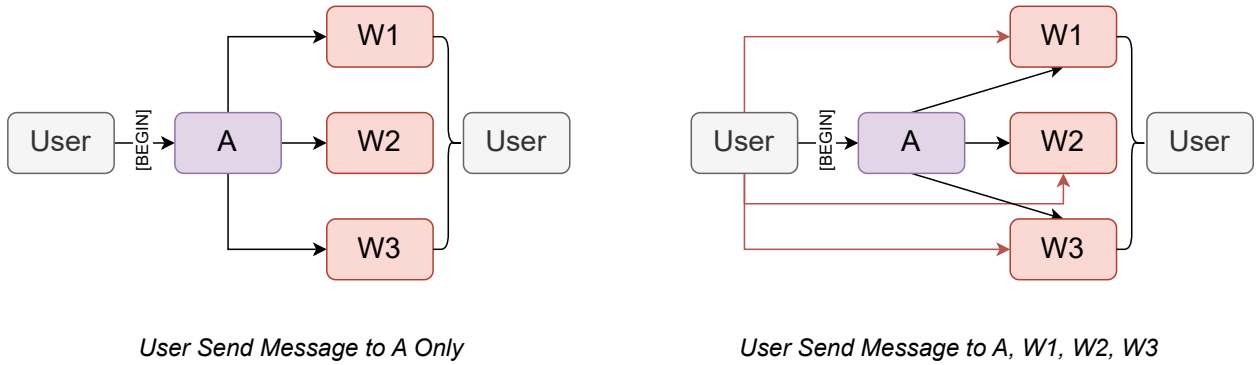 W1
User
[BEGIN]
A
W2
User
W3
User Send Message to A Only
W1
User
[BEGIN]
A
W2
User
W3
User Send Message to A, W1, W2, W3